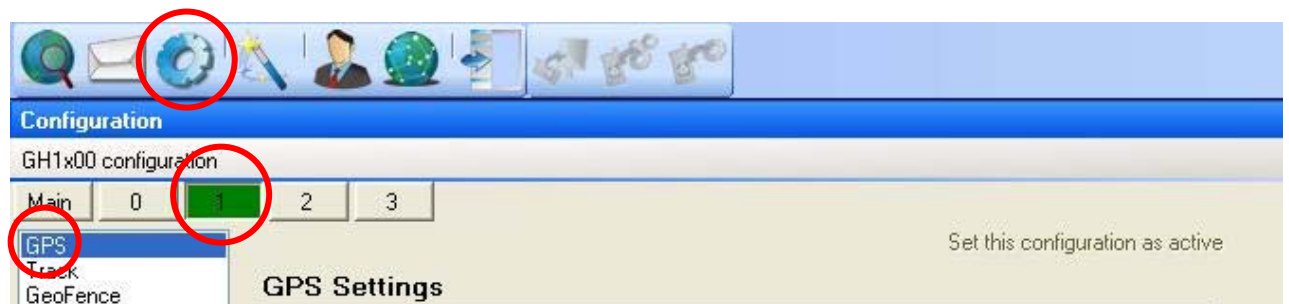 Configuration
GH1x00 configuration
Main 0 1 2 3
GPS
Set this configuration as active
Track
GPS Settings
GeoFence